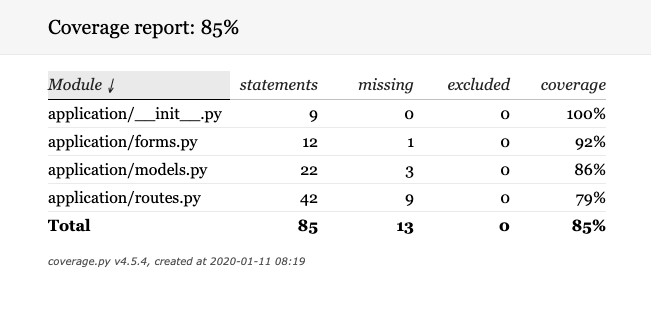 Coverage report: 85%
Module ↓ statements missing excluded coverage
application/__init__.py 9 0 0 100%
application/forms.py 12 1 0 92%
application/models.py 22 3 0 86%
application/routes.py 42 9 0 79%
Total 85 13 0 85%
coverage.py v4.5.4, created at 2020-01-11 08:19